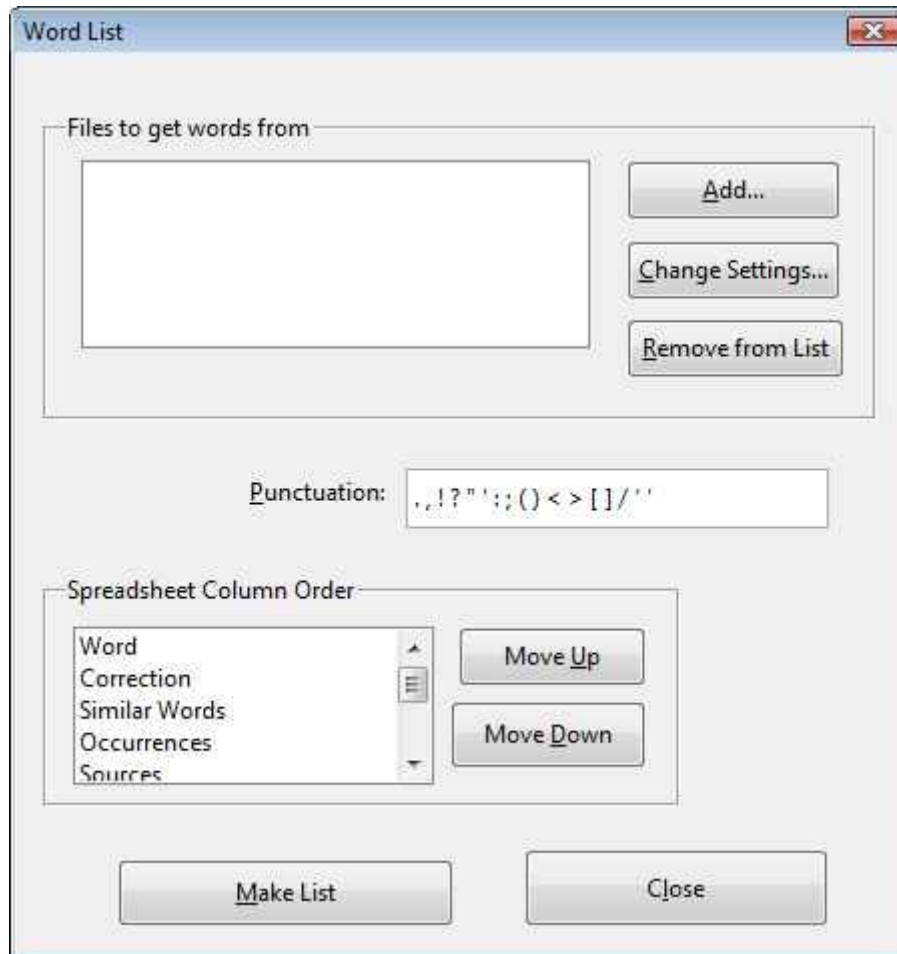 Word List
Files to get words from
Add...
Change Settings...
Remove from List
Punctuation: .,!?"':;()<>[]/''
Spreadsheet Column Order
Word
Correction
Similar Words
Occurrences
Sources
Move Up
Move Down
Make List
Close